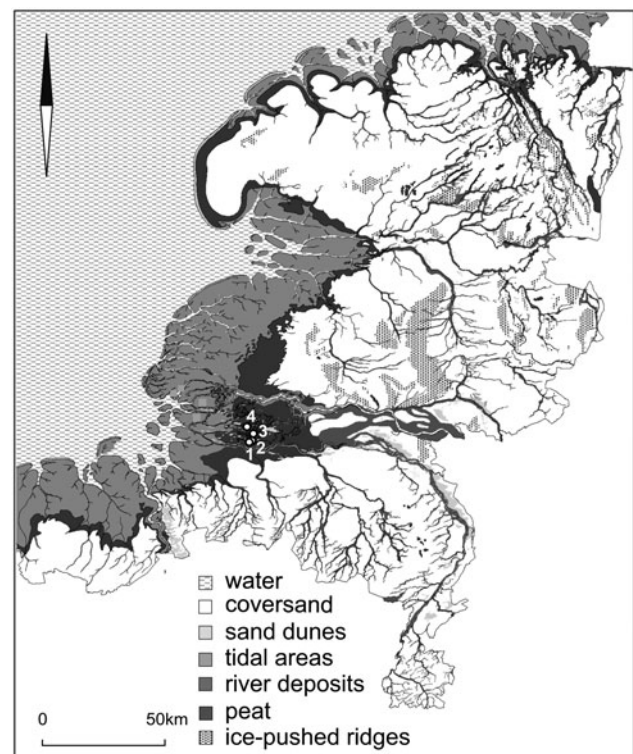 4
3
1 2
water
coversand
sand dunes
tidal areas
river deposits
peat
ice-pushed ridges
0 50km